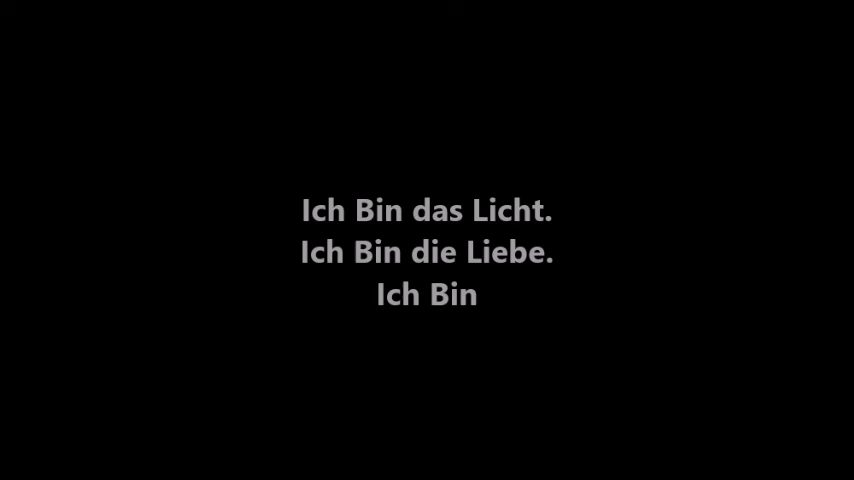 Ich Bin das Licht.
Ich Bin die Liebe.
Ich Bin